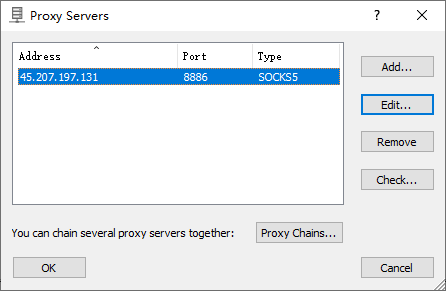 Proxy Servers
Address Port Type
45.207.197.131 8886 SOCKS5
Add...
Edit...
Remove
Check...
You can chain several proxy servers together: Proxy Chains...
OK Cancel